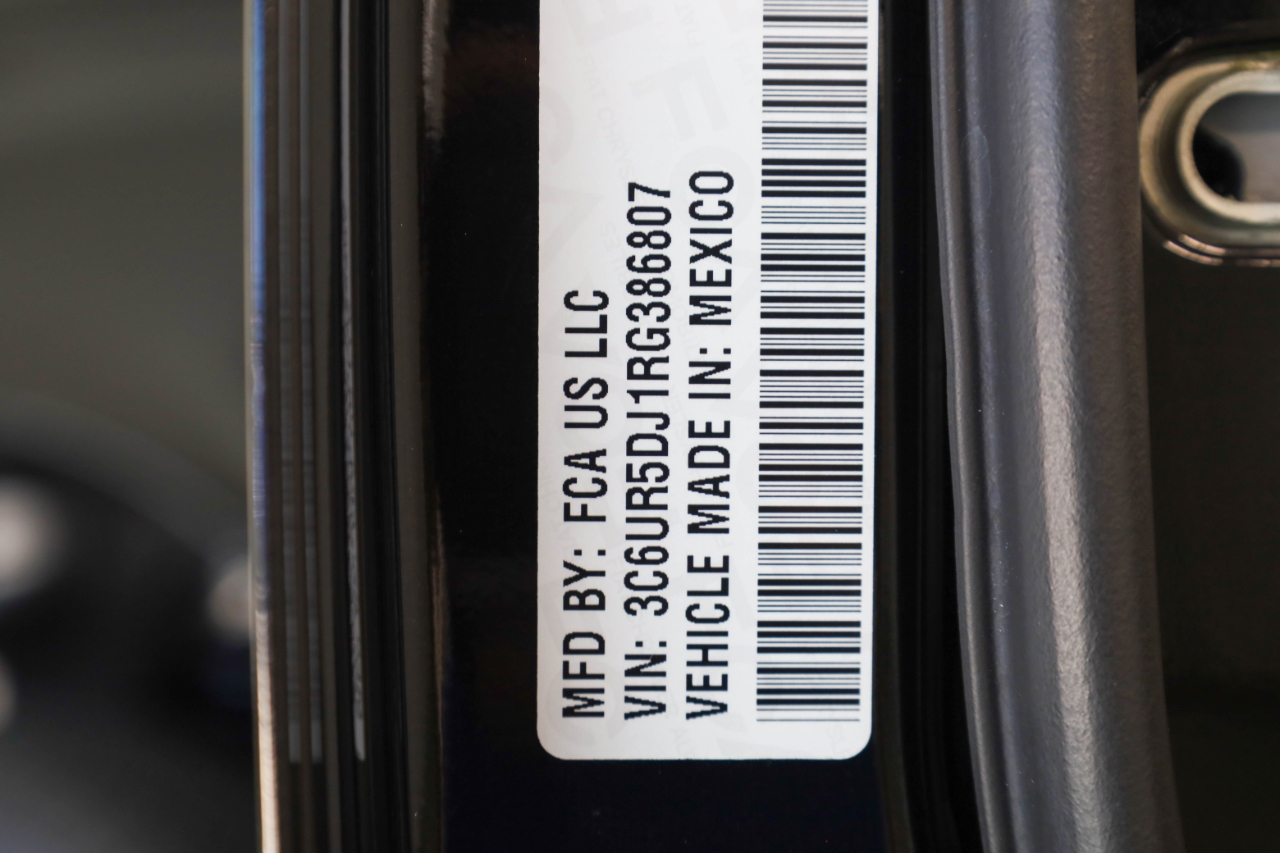 MFD BY: FCA US LLC
VIN: 3C6UR5DJ1RG386807
VEHICLE MADE IN: MEXICO